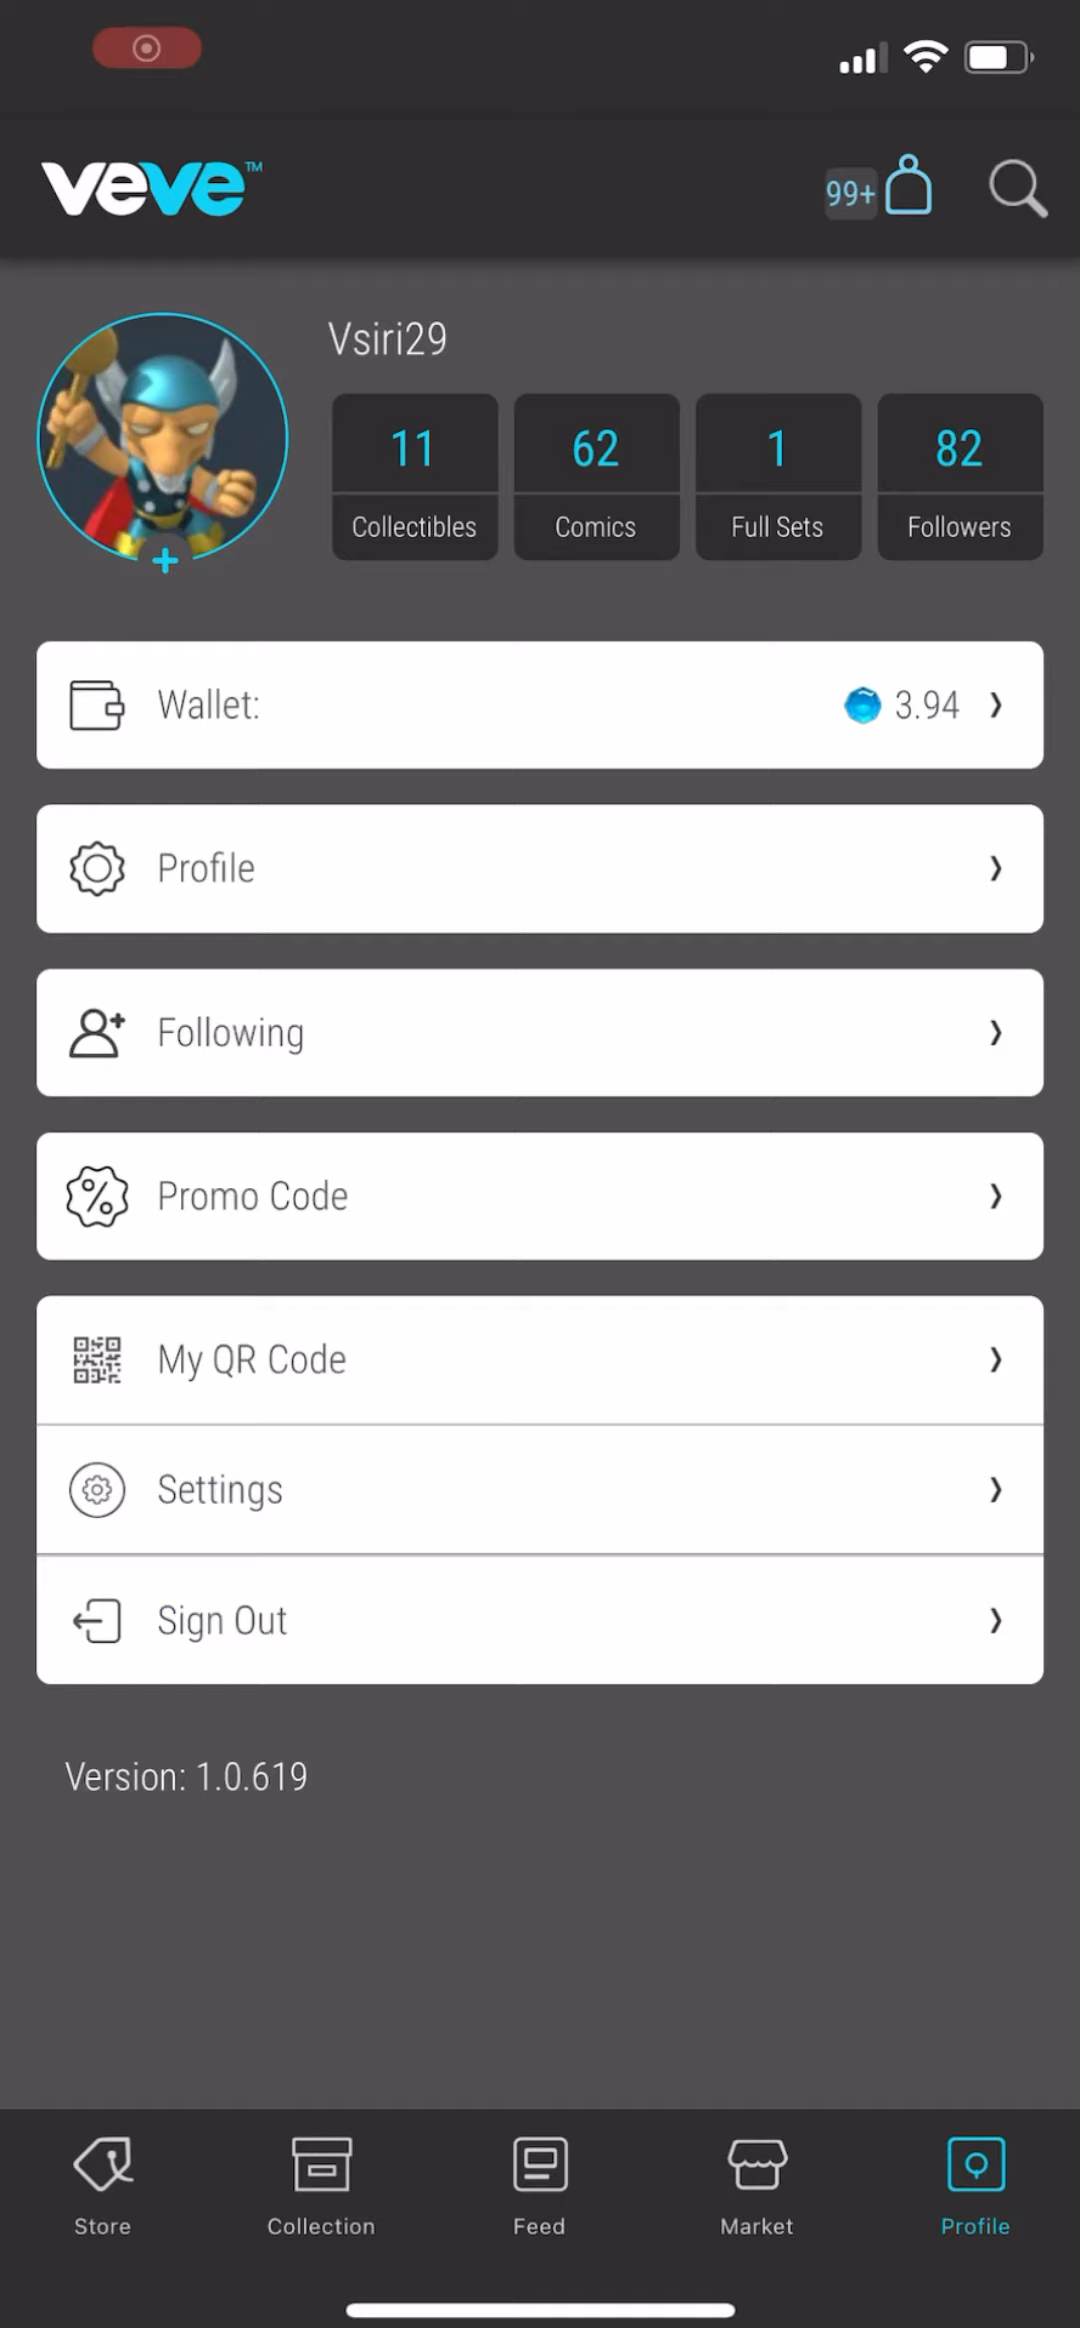 veve™
99+
Vsiri29
11
62
1
82
Collectibles
Comics
Full Sets
Followers
Wallet:
3.94
Profile
Following
Promo Code
My QR Code
Settings
Sign Out
Version: 1.0.619
Store
Collection
Feed
Market
Profile